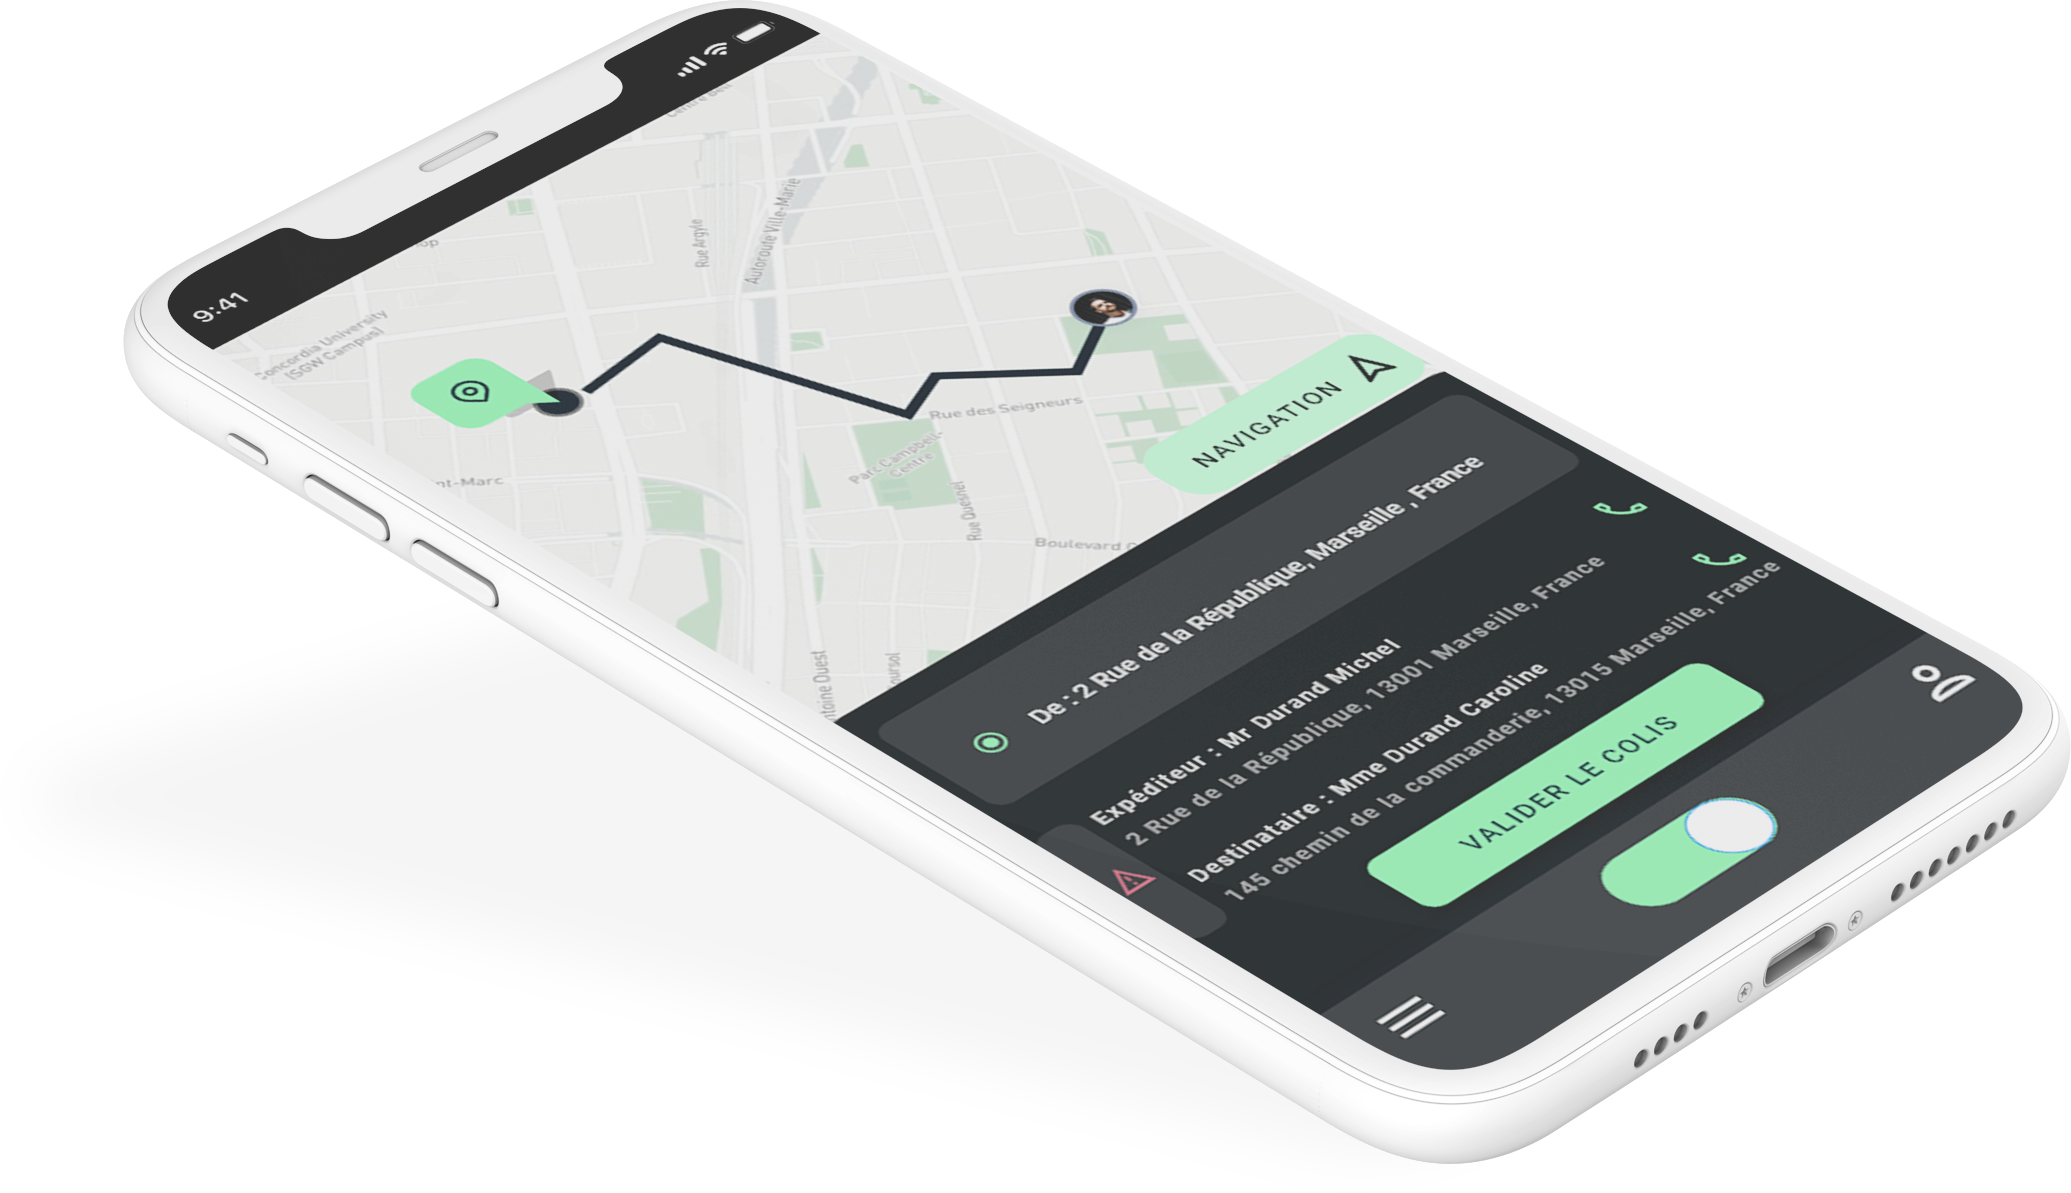 9:41
Concordia University
(SGW Campus)
Rue Argyle
Autoroute Ville-Marie
Rue des Seigneurs
Parc Campbell-
Centre
Rue Quesnel
Boulevard
NAVIGATION
De : 2 Rue de la République, Marseille , France
Expéditeur : Mr Durand Michel
2 Rue de la République, 13001 Marseille, France
Destinataire : Mme Durand Caroline
145 chemin de la commanderie, 13015 Marseille, France
VALIDER LE COLIS